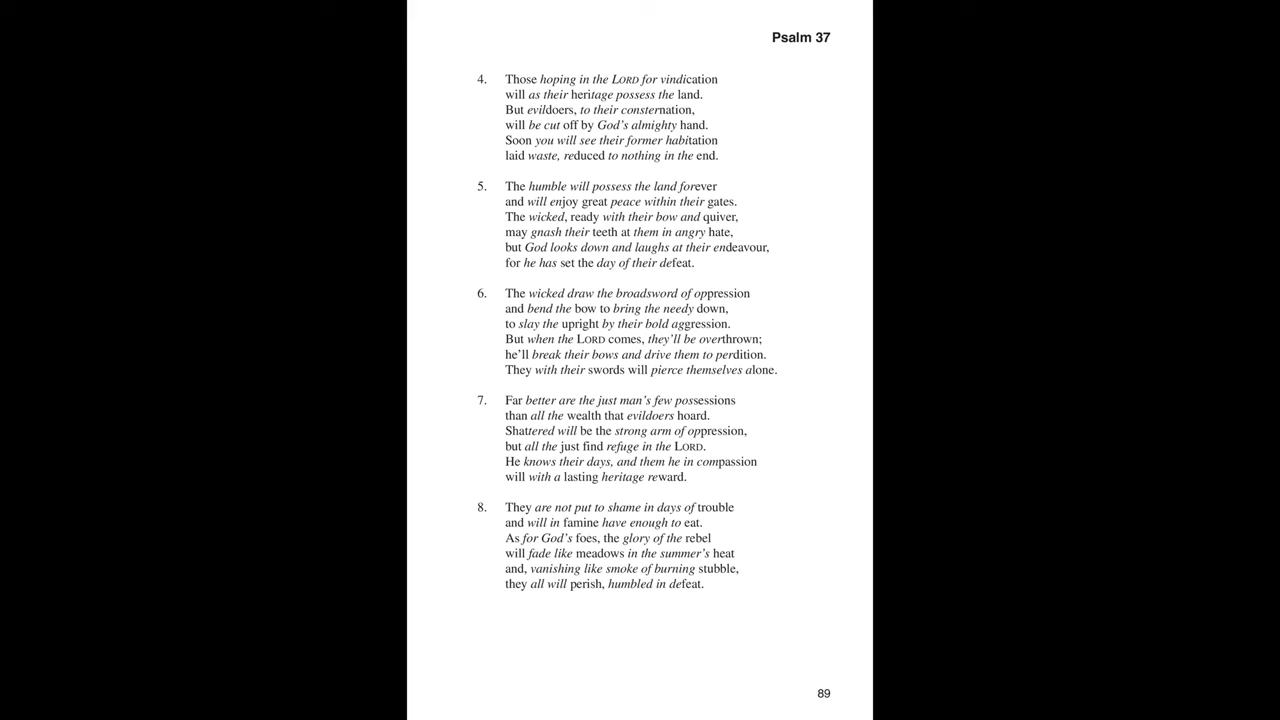 Psalm 37
4. Those hoping in the LORD for vindication
will as their heritage possess the land.
But evildoers, to their consternation,
will be cut off by God's almighty hand.
Soon you will see their former habitation
laid waste, reduced to nothing in the end.
5. The humble will possess the land forever
and will enjoy great peace within their gates.
The wicked, ready with their bow and quiver,
may gnash their teeth at them in angry hate,
but God looks down and laughs at their endeavour,
for he has set the day of their defeat.
6. The wicked draw the broadsword of oppression
and bend the bow to bring the needy down,
to slay the upright by their bold aggression.
But when the LORD comes, they'll be overthrown;
he'll break their bows and drive them to perdition.
They with their swords will pierce themselves alone.
7. Far better are the just man's few possessions
than all the wealth that evildoers hoard.
Shattered will be the strong arm of oppression,
but all the just find refuge in the LORD.
He knows their days, and them he in compassion
will with a lasting heritage reward.
8. They are not put to shame in days of trouble
and will in famine have enough to eat.
As for God's foes, the glory of the rebel
will fade like meadows in the summer's heat
and, vanishing like smoke of burning stubble,
they all will perish, humbled in defeat.
89